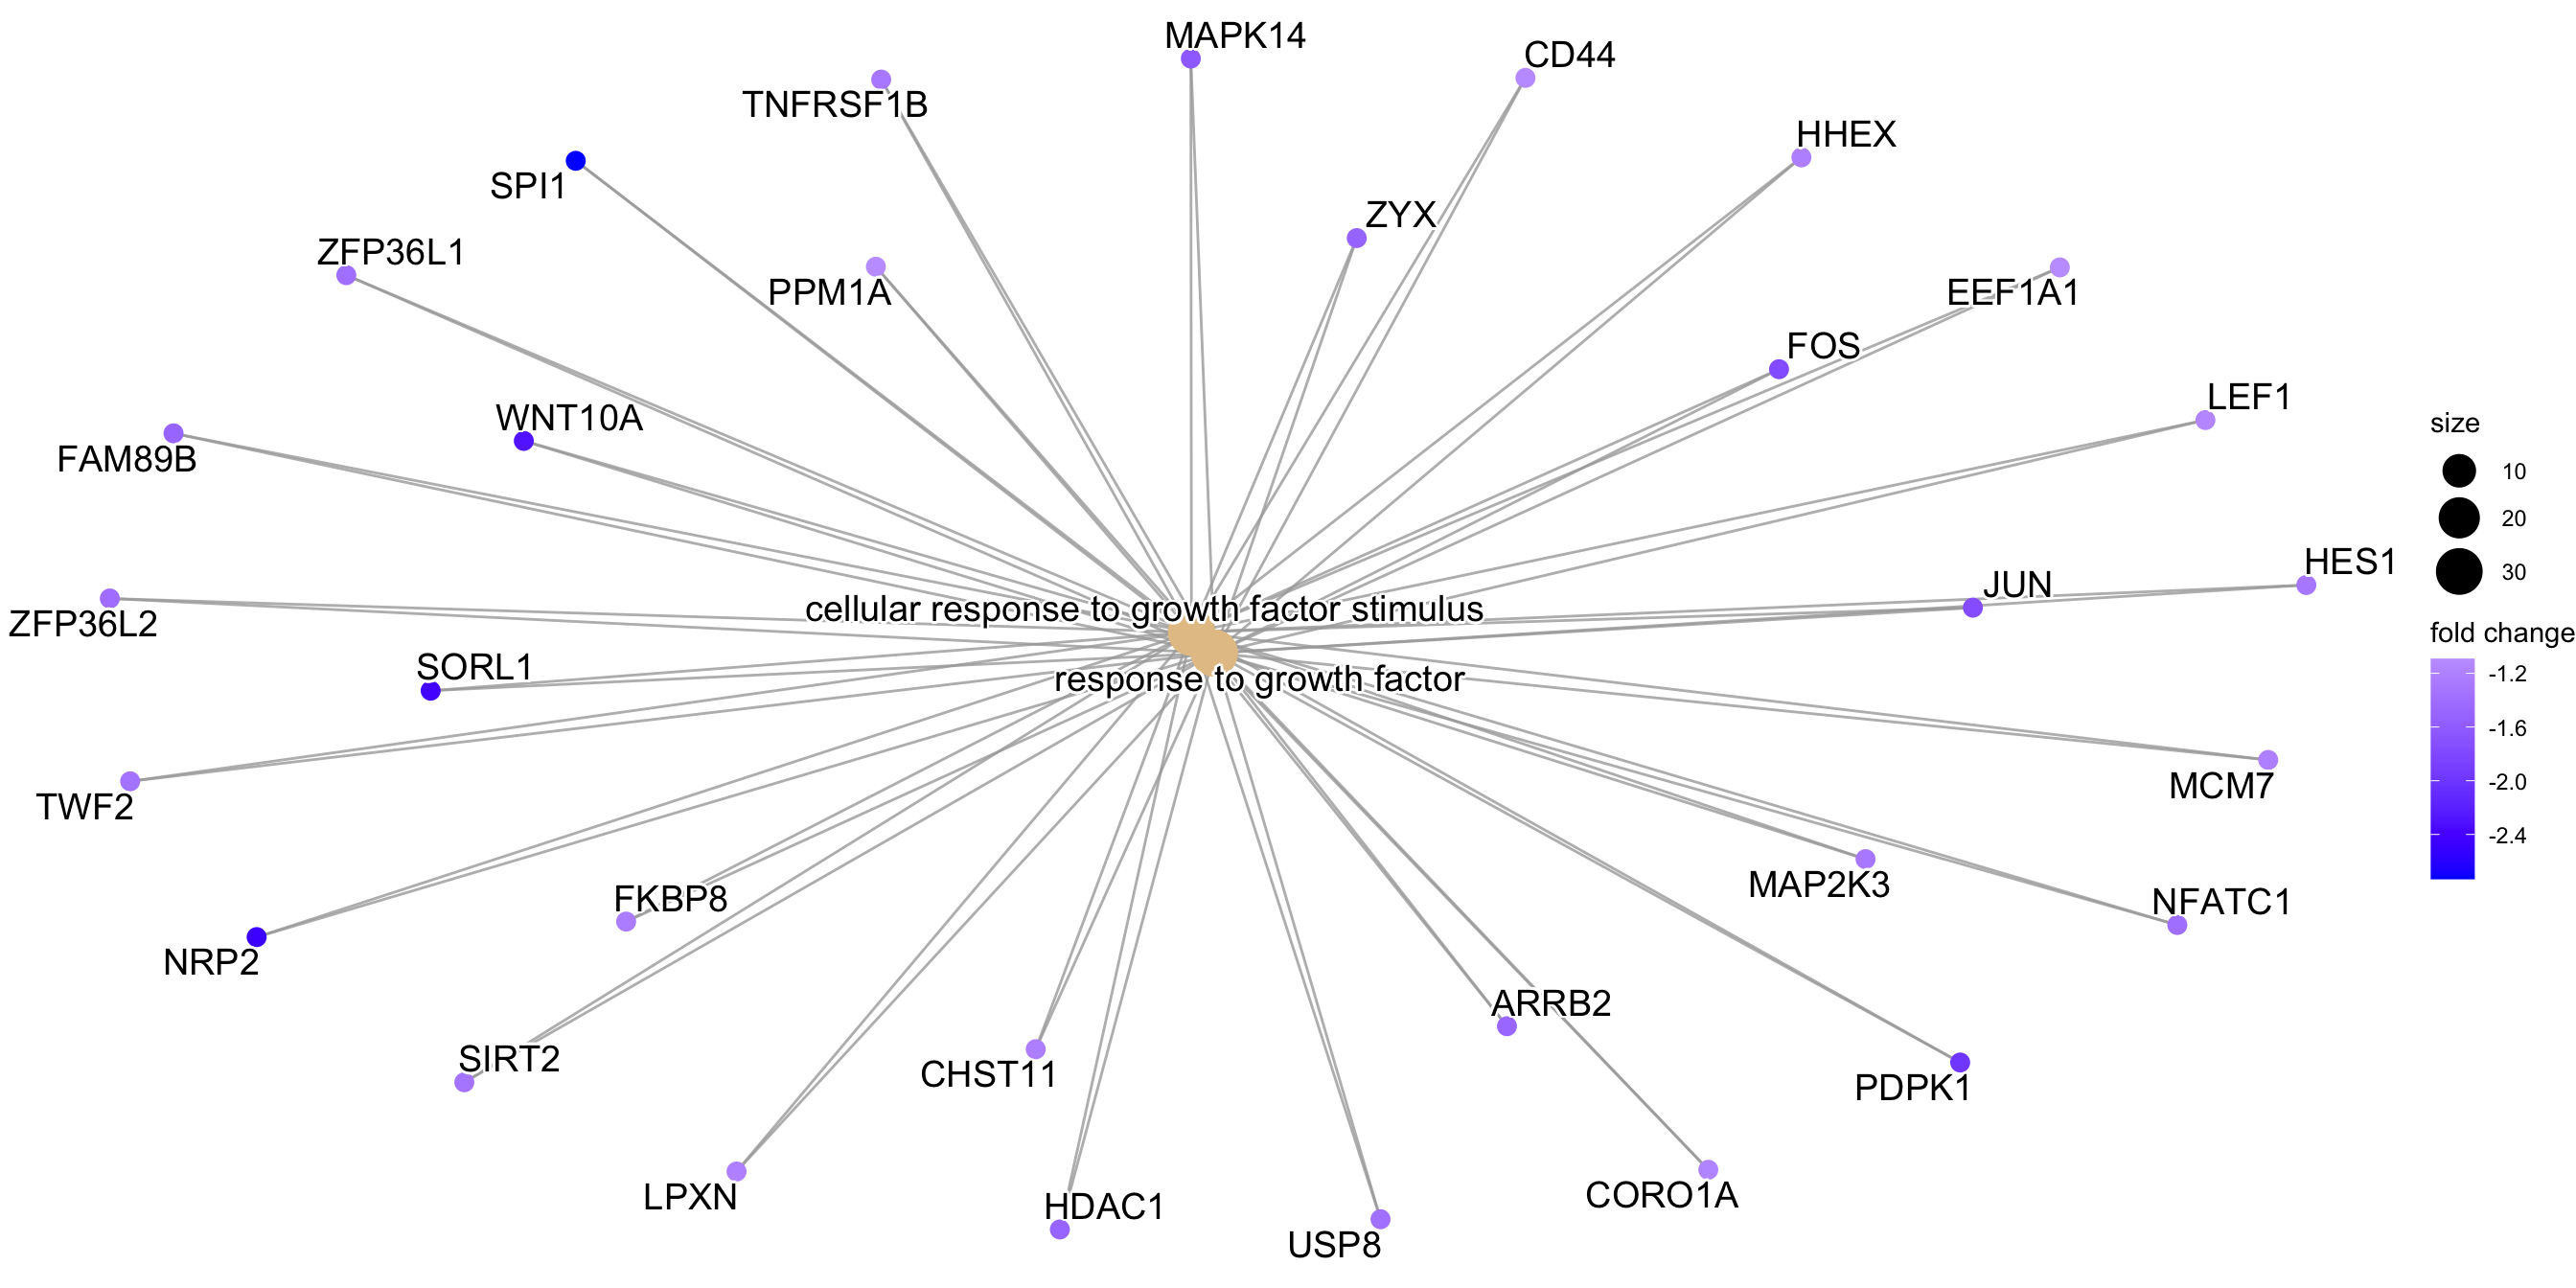 MAPK14
CD44
TNFRSF1B
HHEX
SPI1
ZYX
ZFP36L1
PPM1A
EEF1A1
FOS
LEF1
WNT10A
FAM89B
size
10
20
30
HES1
JUN
cellular response to growth factor stimulus
ZFP36L2
fold change
SORL1
response to growth factor
-1.2
-1.6
-2.0
-2.4
MCM7
TWF2
MAP2K3
FKBP8
NFATC1
NRP2
ARRB2
SIRT2
CHST11
PDPK1
LPXN
CORO1A
HDAC1
USP8